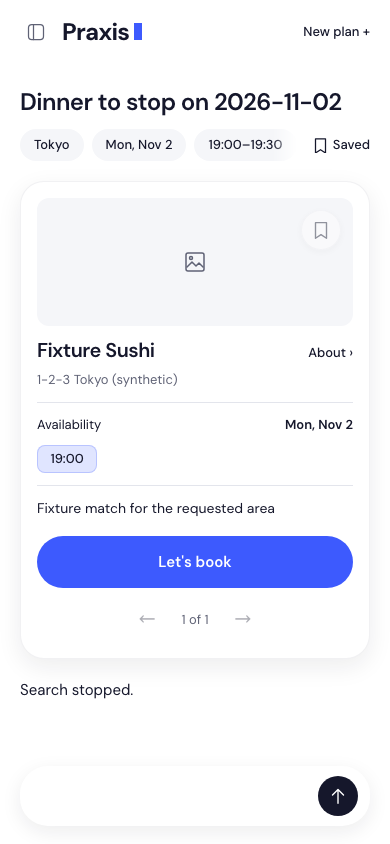 Praxis
New plan +
Dinner to stop on 2026-11-02
Tokyo
Mon, Nov 2
19:00–19:30
Saved
Fixture Sushi
About ›
1-2-3 Tokyo (synthetic)
Availability
Mon, Nov 2
19:00
Fixture match for the requested area
Let's book
← 1 of 1 →
Search stopped.